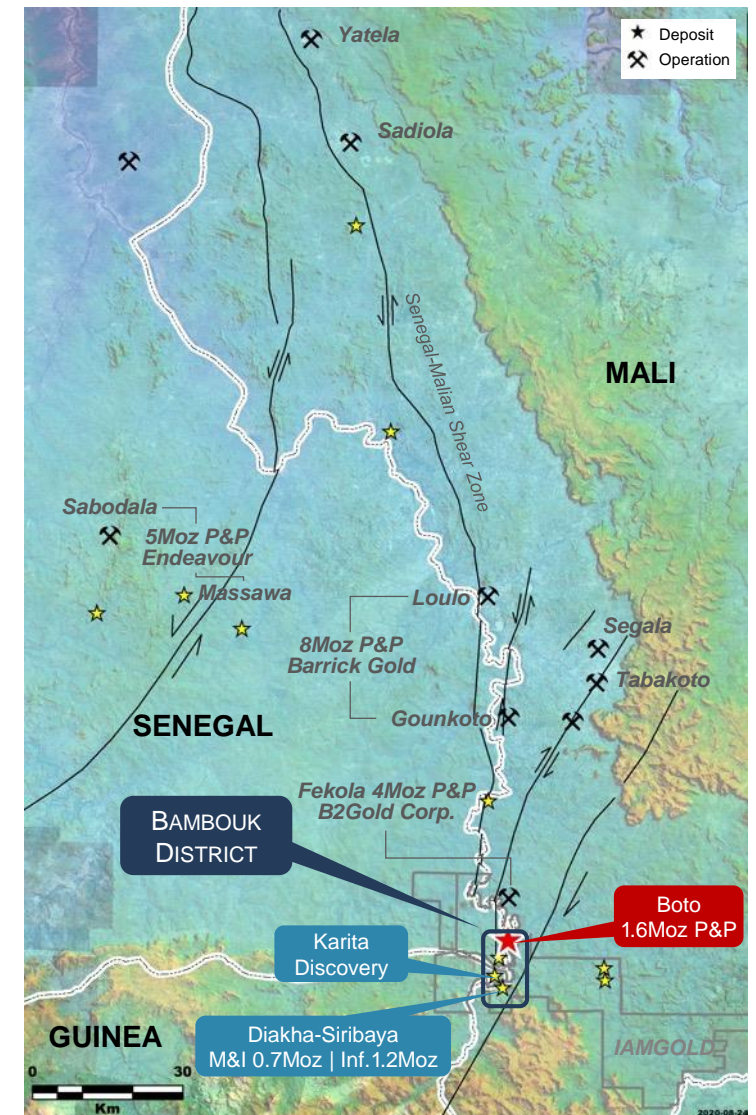 Deposit
Operation
Yatela
Sadiola
Senegal-Malian Shear Zone
MALI
Sabodala
5Moz P&P
Endeavour
Massawa
Loulo
8Moz P&P
Barrick Gold
Segala
Tabakoto
Gounkoto
SENEGAL
Fekola 4Moz P&P
B2Gold Corp.
BAMBOUK
DISTRICT
Boto
1.6Moz P&P
Karita
Discovery
Diakha-Siribaya
M&I 0.7Moz | Inf.1.2Moz
GUINEA
IAMGOLD
0 30
Km